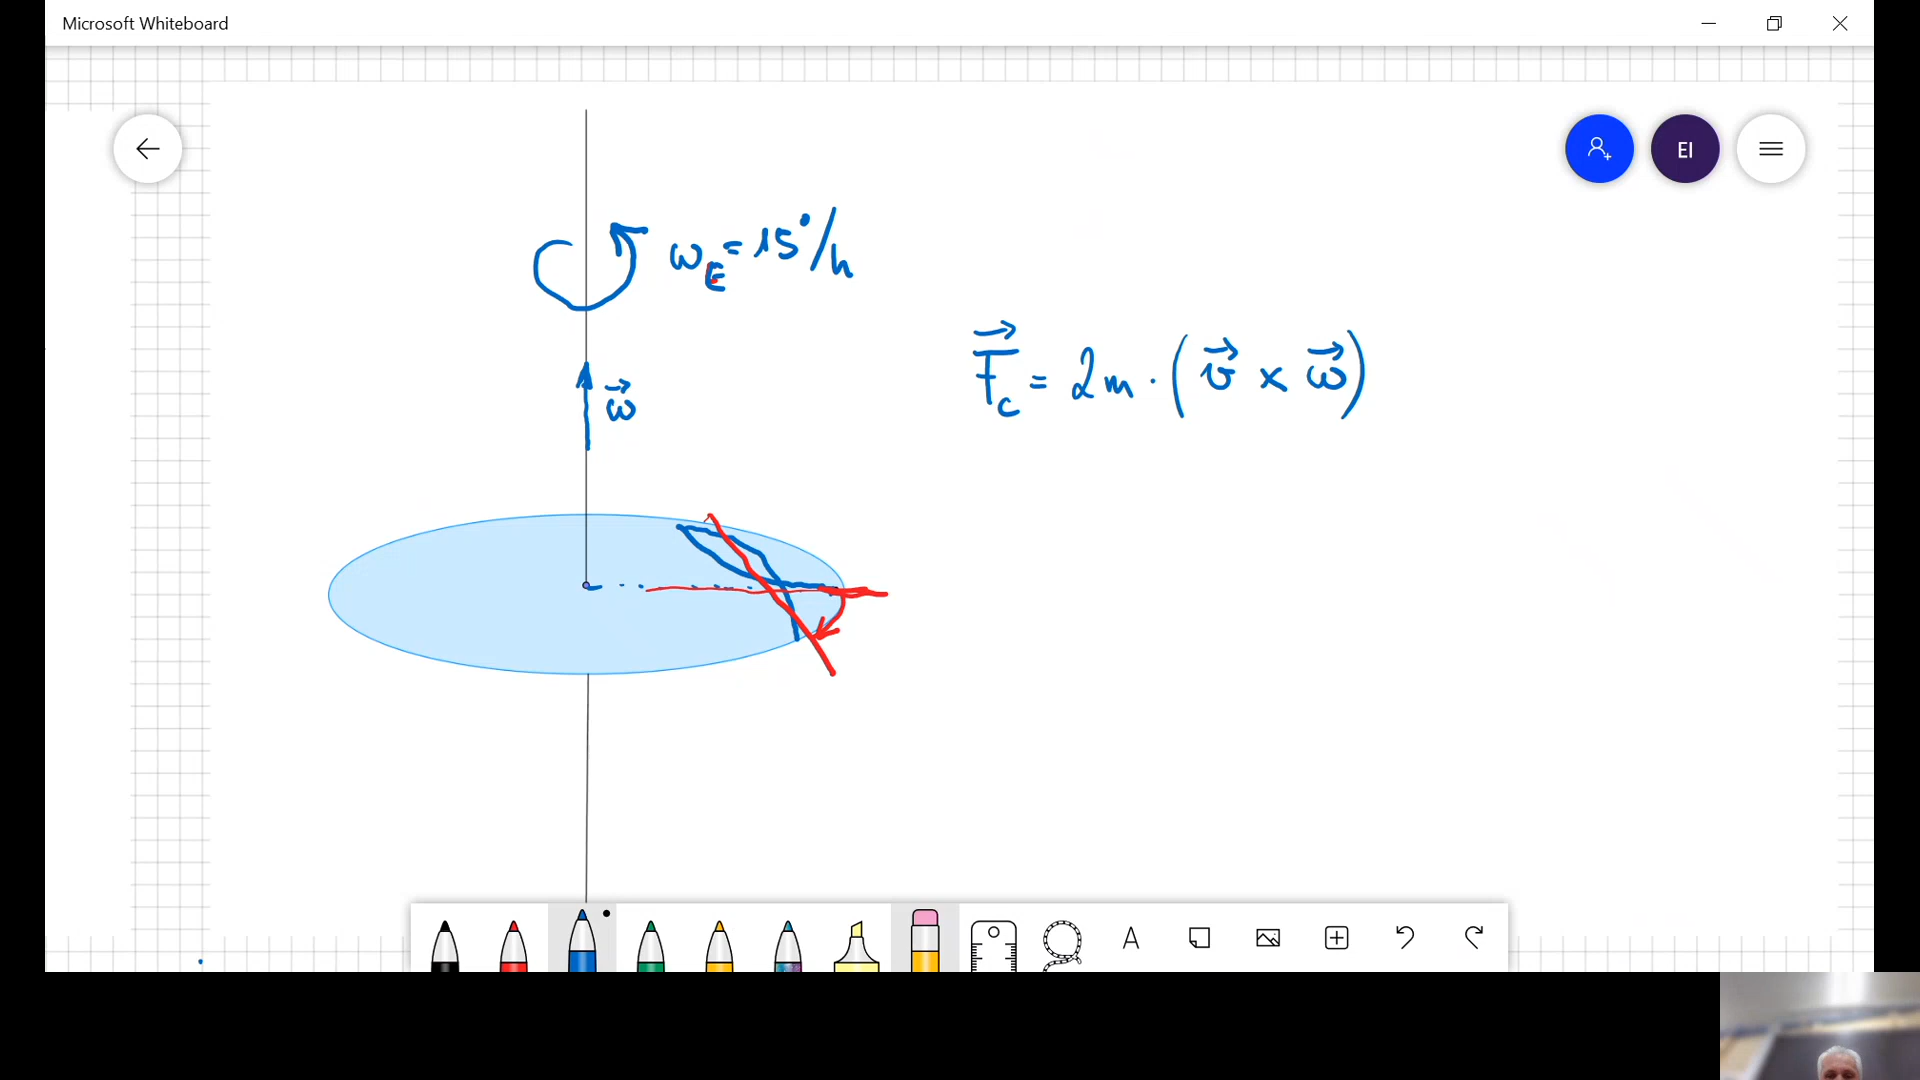 Microsoft Whiteboard
EI
ω_E = 15°/h
F⃗_c = 2m · (v⃗ × ω⃗)
ω⃗
A